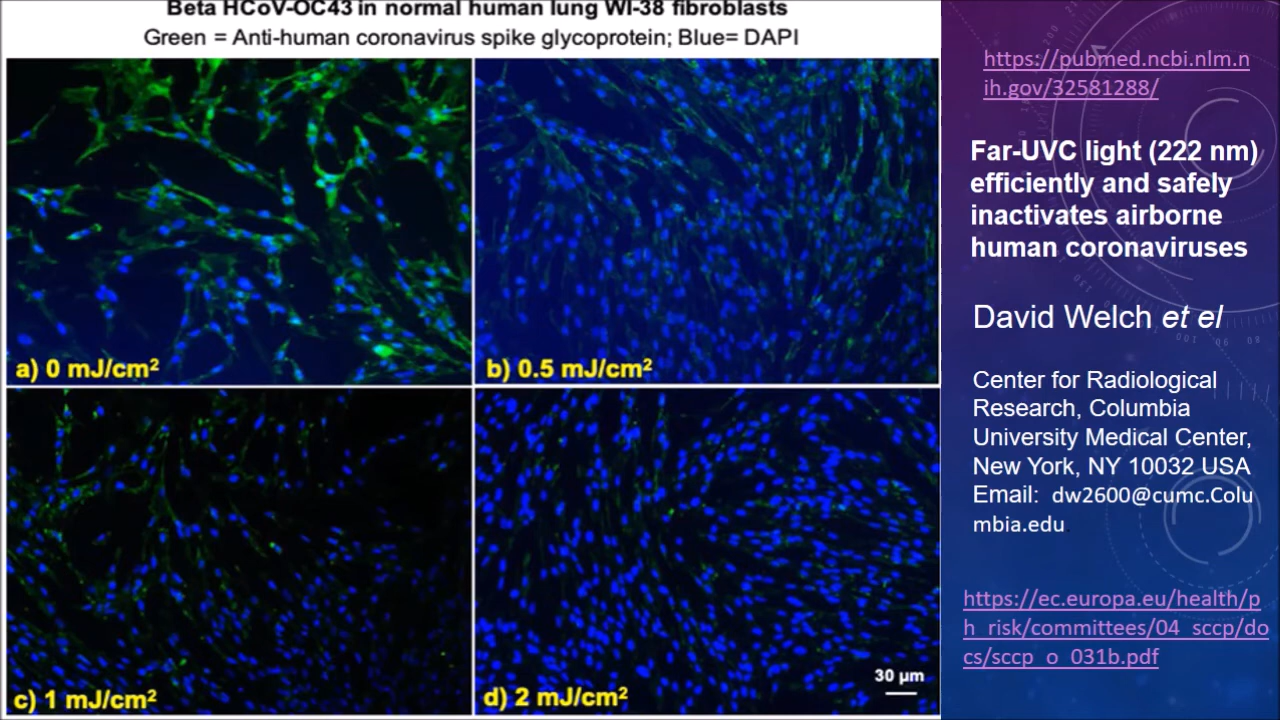 Beta HCoV-OC43 in normal human lung WI-38 fibroblasts
Green = Anti-human coronavirus spike glycoprotein; Blue= DAPI
a) 0 mJ/cm²
b) 0.5 mJ/cm²
c) 1 mJ/cm²
d) 2 mJ/cm²
30 µm
https://pubmed.ncbi.nlm.n
ih.gov/32581288/
Far-UVC light (222 nm)
efficiently and safely
inactivates airborne
human coronaviruses
David Welch et el
Center for Radiological
Research, Columbia
University Medical Center,
New York, NY 10032 USA
Email: dw2600@cumc.Colu
mbia.edu.
https://ec.europa.eu/health/p
h_risk/committees/04_sccp/do
cs/sccp_o_031b.pdf